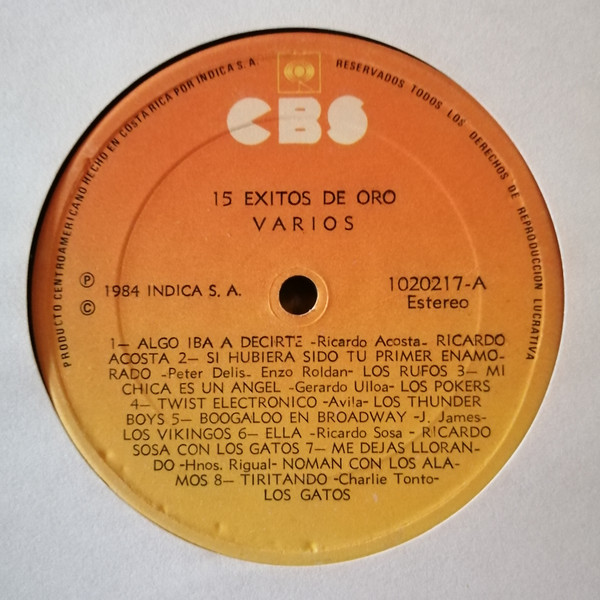 PRODUCTO CENTROAMERICANO HECHO EN COSTA RICA POR INDICA S.A.
RESERVADOS TODOS LOS DERECHOS DE REPRODUCCION LUCRATIVA
CBS
15 EXITOS DE ORO
VARIOS
Ⓟ
© 1984 INDICA S. A.
1020217-A
Estereo
1— ALGO IBA A DECIRTE -Ricardo Acosta- RICARDO
ACOSTA 2— SI HUBIERA SIDO TU PRIMER ENAMO-
RADO -Peter Delis- Enzo Roldan- LOS RUFOS 3— MI
CHICA ES UN ANGEL -Gerardo Ulloa- LOS POKERS
4— TWIST ELECTRONICO -Avila- LOS THUNDER
BOYS 5— BOOGALOO EN BROADWAY -J. James-
LOS VIKINGOS 6— ELLA -Ricardo Sosa - RICARDO
SOSA CON LOS GATOS 7— ME DEJAS LLORAN-
DO -Hnos. Rigual- NOMAN CON LOS ALA-
MOS 8— TIRITANDO -Charlie Tonto-
LOS GATOS